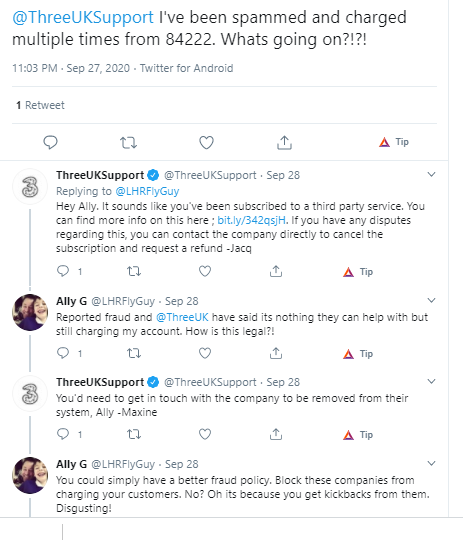 @ThreeUKSupport I've been spammed and charged
multiple times from 84222. Whats going on?!?!
11:03 PM · Sep 27, 2020 · Twitter for Android
1 Retweet
Tip
ThreeUKSupport @ThreeUKSupport · Sep 28
Replying to @LHRFlyGuy
Hey Ally. It sounds like you've been subscribed to a third party service. You
can find more info on this here ; bit.ly/342qsjH. If you have any disputes
regarding this, you can contact the company directly to cancel the
subscription and request a refund -Jacq
1 Tip
Ally G @LHRFlyGuy · Sep 28
Reported fraud and @ThreeUK have said its nothing they can help with but
still charging my account. How is this legal?!
1 Tip
ThreeUKSupport @ThreeUKSupport · Sep 28
You'd need to get in touch with the company to be removed from their
system, Ally -Maxine
1 Tip
Ally G @LHRFlyGuy · Sep 28
You could simply have a better fraud policy. Block these companies from
charging your customers. No? Oh its because you get kickbacks from them.
Disgusting!